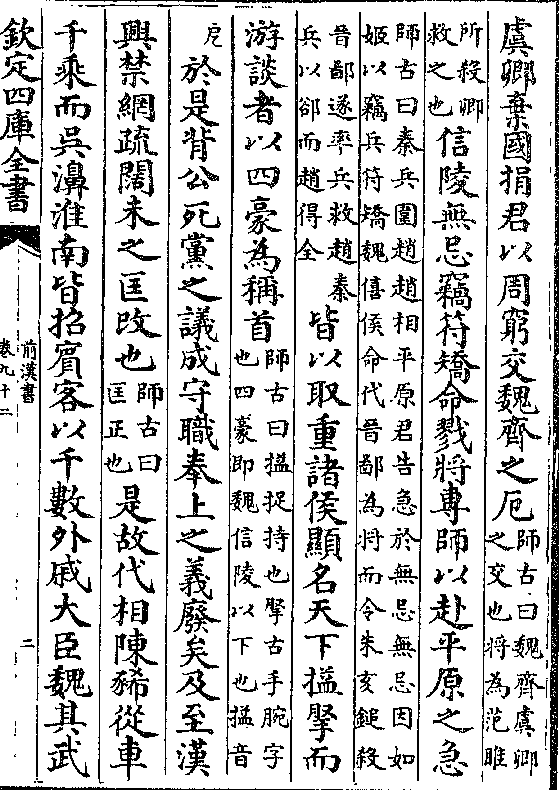 虞卿棄國捐君以周窮交魏齊之厄師古曰魏齊虞卿之交也將為范雎
所殺卿救之也信陵無忌竊符矯命戮將專師以赴平原之急
師古曰秦兵圍趙趙相平原君告急於無忌無忌因如姬以竊兵符矯魏僖侯命代晉鄙為將而令朱亥鎚殺
晉鄙遂率兵救趙秦兵以卻而趙得全皆以取重諸侯顯名天下搤掔而
游談者以四豪為稱首師古曰搤捉持也掔古手腕字也四豪即魏信陵以下也搤音
戹於是背公死黨之議成守職奉上之義廢矣及至漢
興禁網疏闊未之匡改也師古曰匡正也是故代相陳豨從車
千乘而吳濞淮南皆招賓客以千數外戚大臣魏其武
欽定四庫全書
前漢書
卷九十二
二